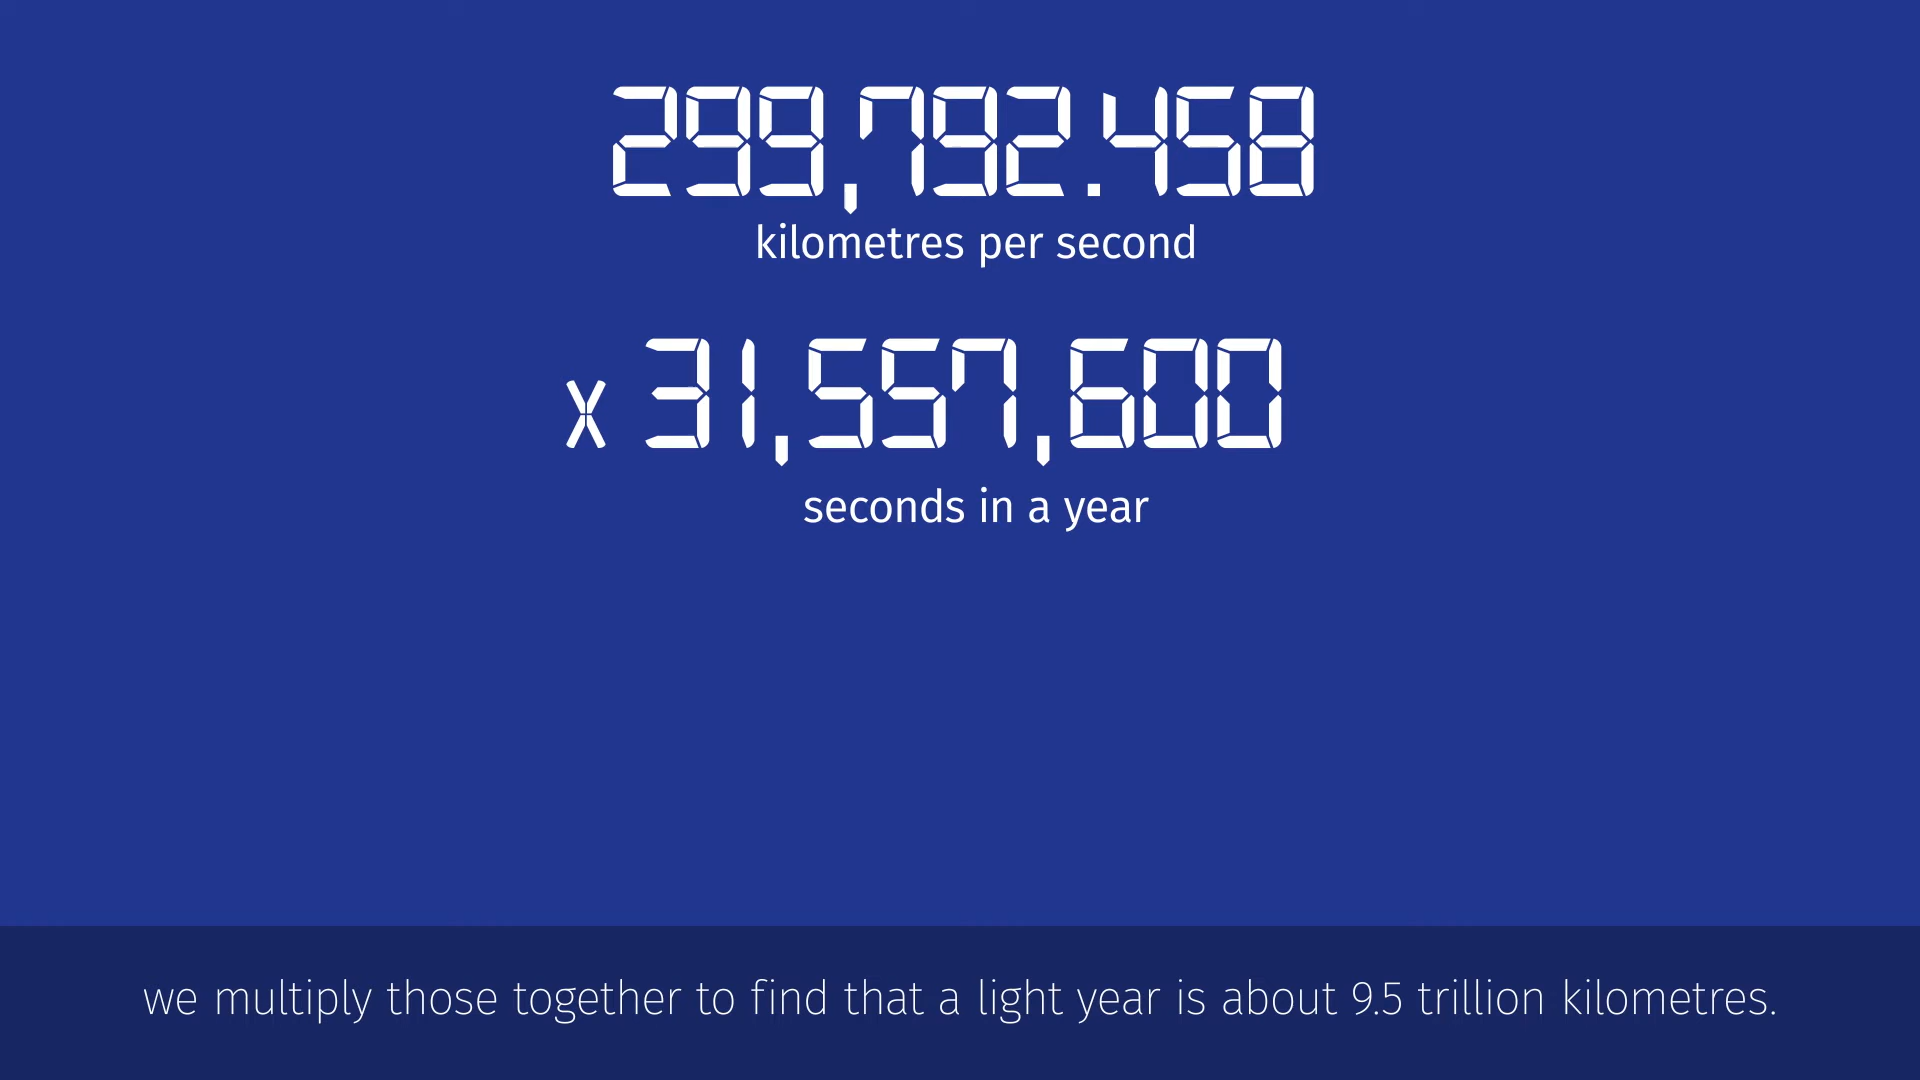 299,792.458
kilometres per second
x 31,557,600
seconds in a year
we multiply those together to find that a light year is about 9.5 trillion kilometres.